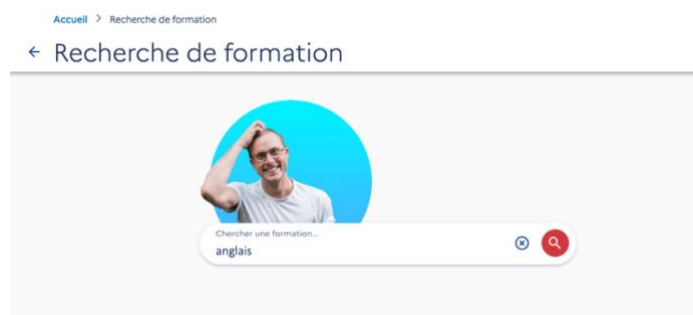 Accueil > Recherche de formation
← Recherche de formation
Chercher une formation...
anglais